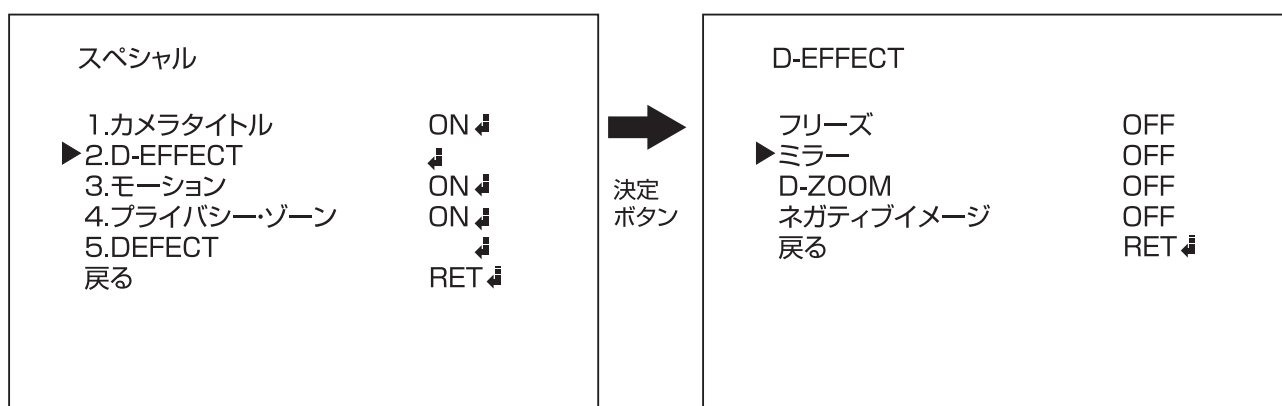 スペシャル
1.カメラタイトル ON
▶2.D-EFFECT
3.モーション ON
4.プライバシー・ゾーン ON
5.DEFECT
戻る RET
決定
ボタン
D-EFFECT
フリーズ OFF
▶ミラー OFF
D-ZOOM OFF
ネガティブイメージ OFF
戻る RET